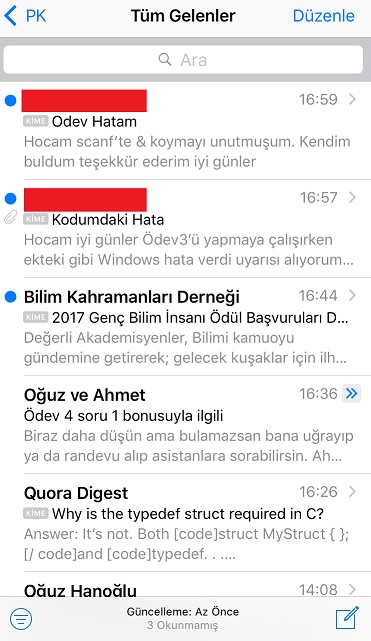 PK
Tüm Gelenler
Düzenle
Ara
16:59
KİME Odev Hatam
Hocam scanf'te & koymayı unutmuşum. Kendim
buldum teşekkür ederim iyi günler
16:57
KİME Kodumdaki Hata
Hocam iyi günler Ödev3'ü yapmaya çalışırken
ekteki gibi Windows hata verdi uyarısı alıyorum...
Bilim Kahramanları Derneği 16:44
KİME 2017 Genç Bilim İnsanı Ödül Başvuruları D...
Değerli Akademisyenler, Bilimi kamuoyu
gündemine getirerek; gelecek kuşaklar için ilh...
Oğuz ve Ahmet 16:36
Ödev 4 soru 1 bonusuyla ilgili
Biraz daha düşün ama bulamazsan bana uğrayıp
ya da randevu alıp asistanlara sorabilirsin. Ah...
Quora Digest 16:26
KİME Why is the typedef struct required in C?
Answer: It's not. Both [code]struct MyStruct { };
[/ code]and [code]typedef. . ....
Oğuz Hanoğlu 14:08
Güncelleme: Az Önce
3 Okunmamış